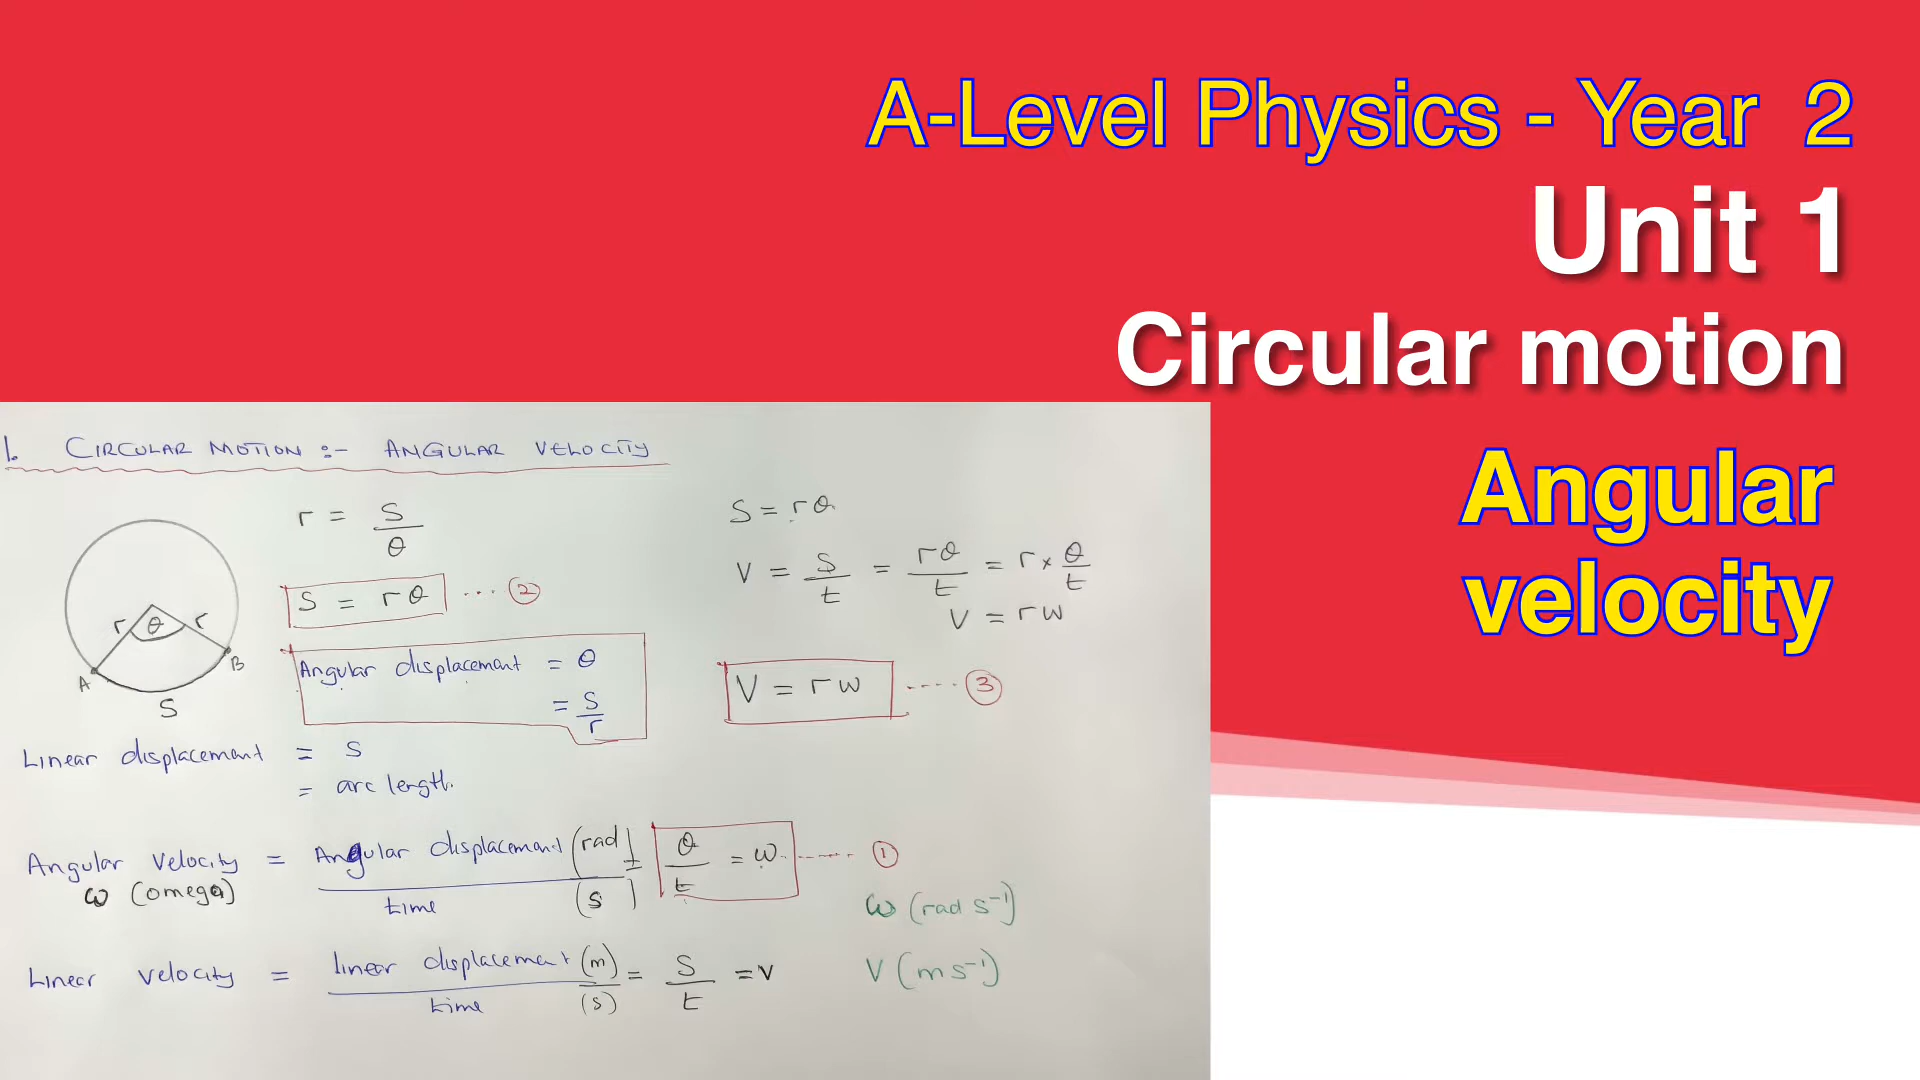 A-Level Physics - Year 2
Unit 1
Circular motion
Angular
velocity
1. CIRCULAR MOTION :- ANGULAR VELOCITY
r = S/θ
S = rθ ... ②
Angular displacement = θ
= S/r
r θ r
A B
S
Linear displacement = S
= arc length.
Angular velocity = Angular displacement (rad) / time (s) = θ/t = ω ...... ①
ω (omega)
Linear velocity = linear displacement (m) / time (s) = S/t = v
S = rθ
V = S/t = rθ/t = r × θ/t
V = rω
V = rω ..... ③
ω (rad s⁻¹)
V (m s⁻¹)